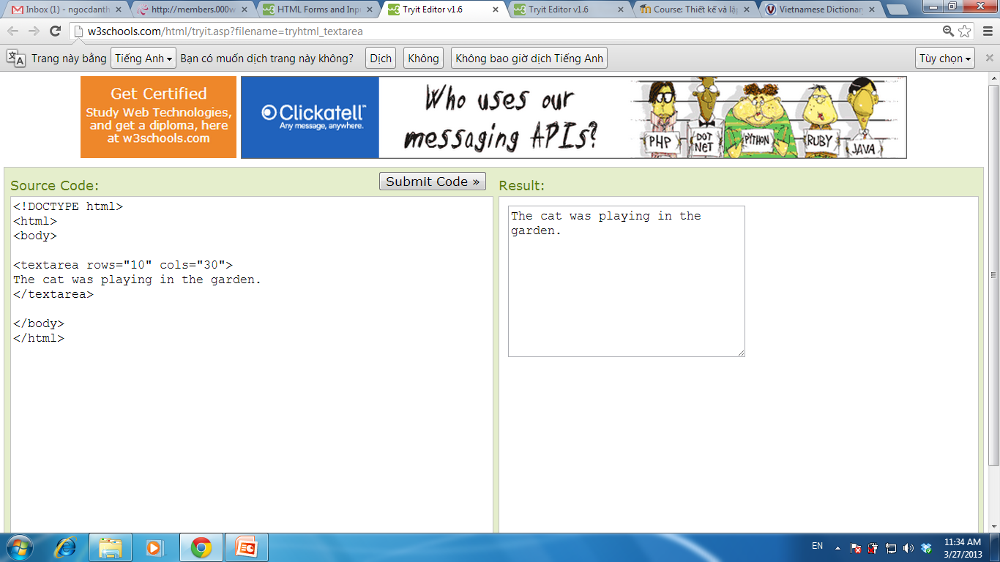 Inbox (1) - ngocdanth
http://members.000w
HTML Forms and Inp
Tryit Editor v1.6
Tryit Editor v1.6
Course: Thiết kế và lậ
Vietnamese Dictionary
w3schools.com/html/tryit.asp?filename=tryhtml_textarea
Trang này bằng Tiếng Anh Bạn có muốn dịch trang này không? Dịch Không Không bao giờ dịch Tiếng Anh Tùy chọn
Get Certified
Study Web Technologies,
and get a diploma, here
at w3schools.com
Clickatell™
Any message, anywhere.
Who uses our
messaging APIs?
PHP
DOT
NET
PYTHON
RUBY
JAVA
Source Code:
Submit Code »
Result:
<!DOCTYPE html>
<html>
<body>
<textarea rows="10" cols="30">
The cat was playing in the garden.
</textarea>
</body>
</html>
The cat was playing in the
garden.
EN
11:34 AM
3/27/2013